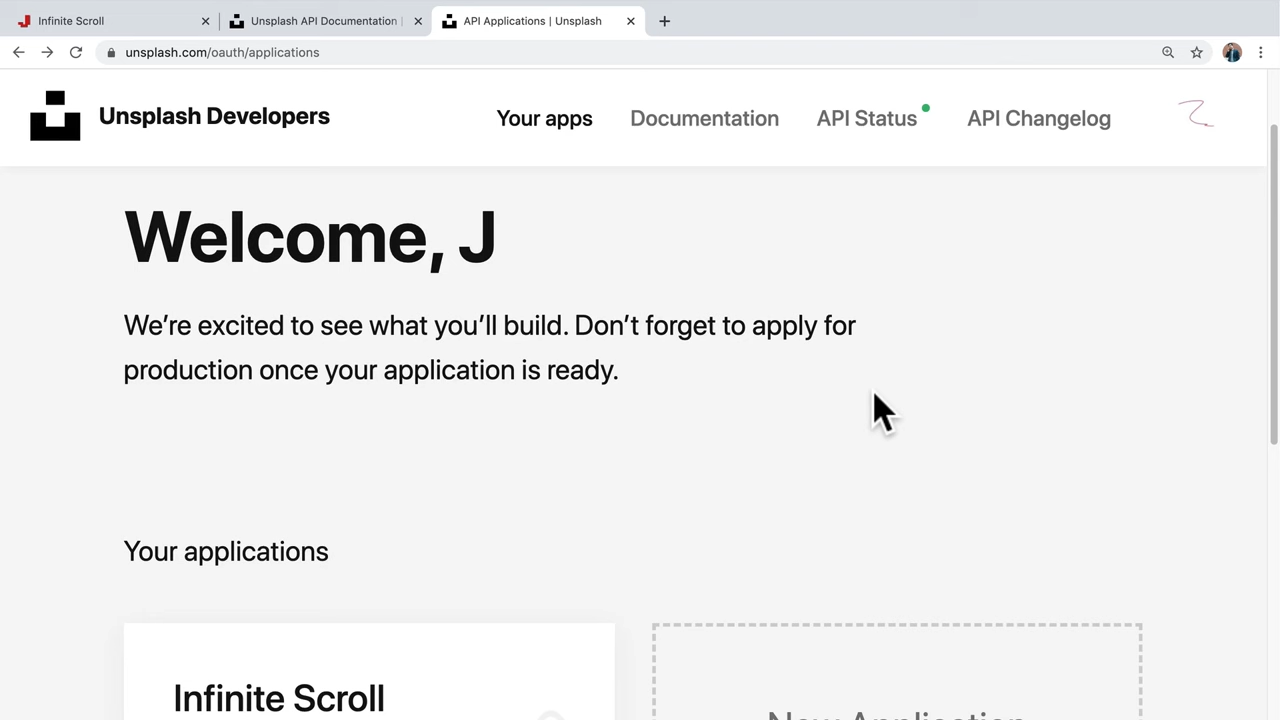 Infinite Scroll
Unsplash API Documentation |
API Applications | Unsplash
unsplash.com/oauth/applications
Unsplash Developers
Your apps
Documentation
API Status
API Changelog
Welcome, J
We’re excited to see what you’ll build. Don’t forget to apply for
production once your application is ready.
Your applications
Infinite Scroll
New Application